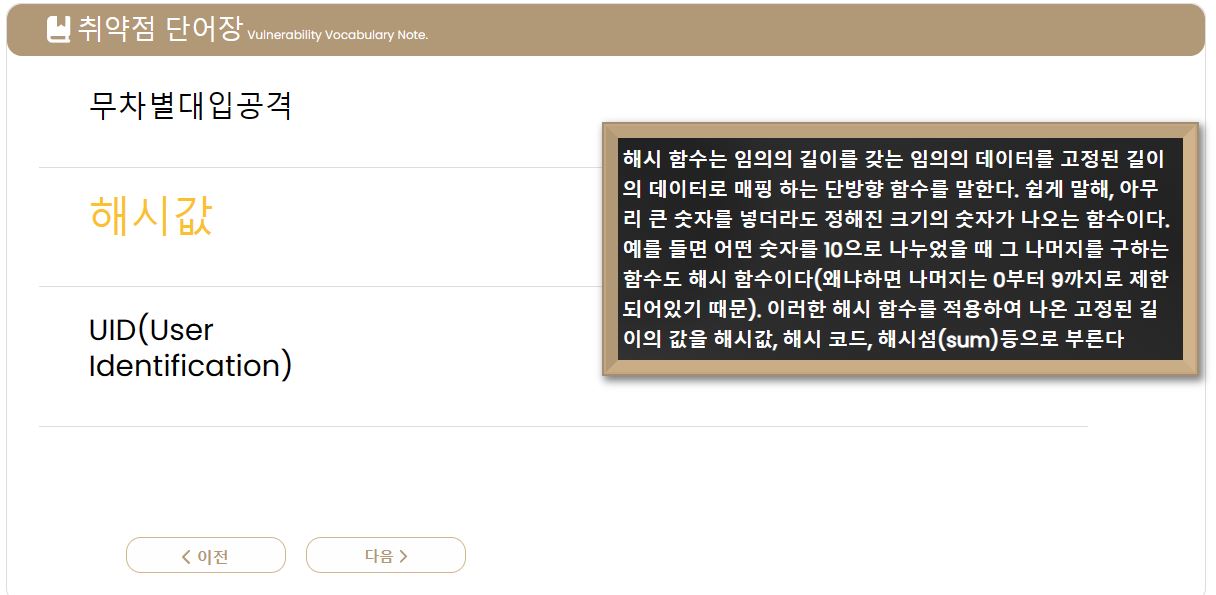 취약점 단어장 Vulnerability Vocabulary Note.
무차별대입공격
해시값
UID(User
Identification)
해시 함수는 임의의 길이를 갖는 임의의 데이터를 고정된 길이
의 데이터로 매핑 하는 단방향 함수를 말한다. 쉽게 말해, 아무
리 큰 숫자를 넣더라도 정해진 크기의 숫자가 나오는 함수이다.
예를 들면 어떤 숫자를 10으로 나누었을 때 그 나머지를 구하는
함수도 해시 함수이다(왜냐하면 나머지는 0부터 9까지로 제한
되어있기 때문). 이러한 해시 함수를 적용하여 나온 고정된 길
이의 값을 해시값, 해시 코드, 해시섬(sum)등으로 부른다
이전
다음